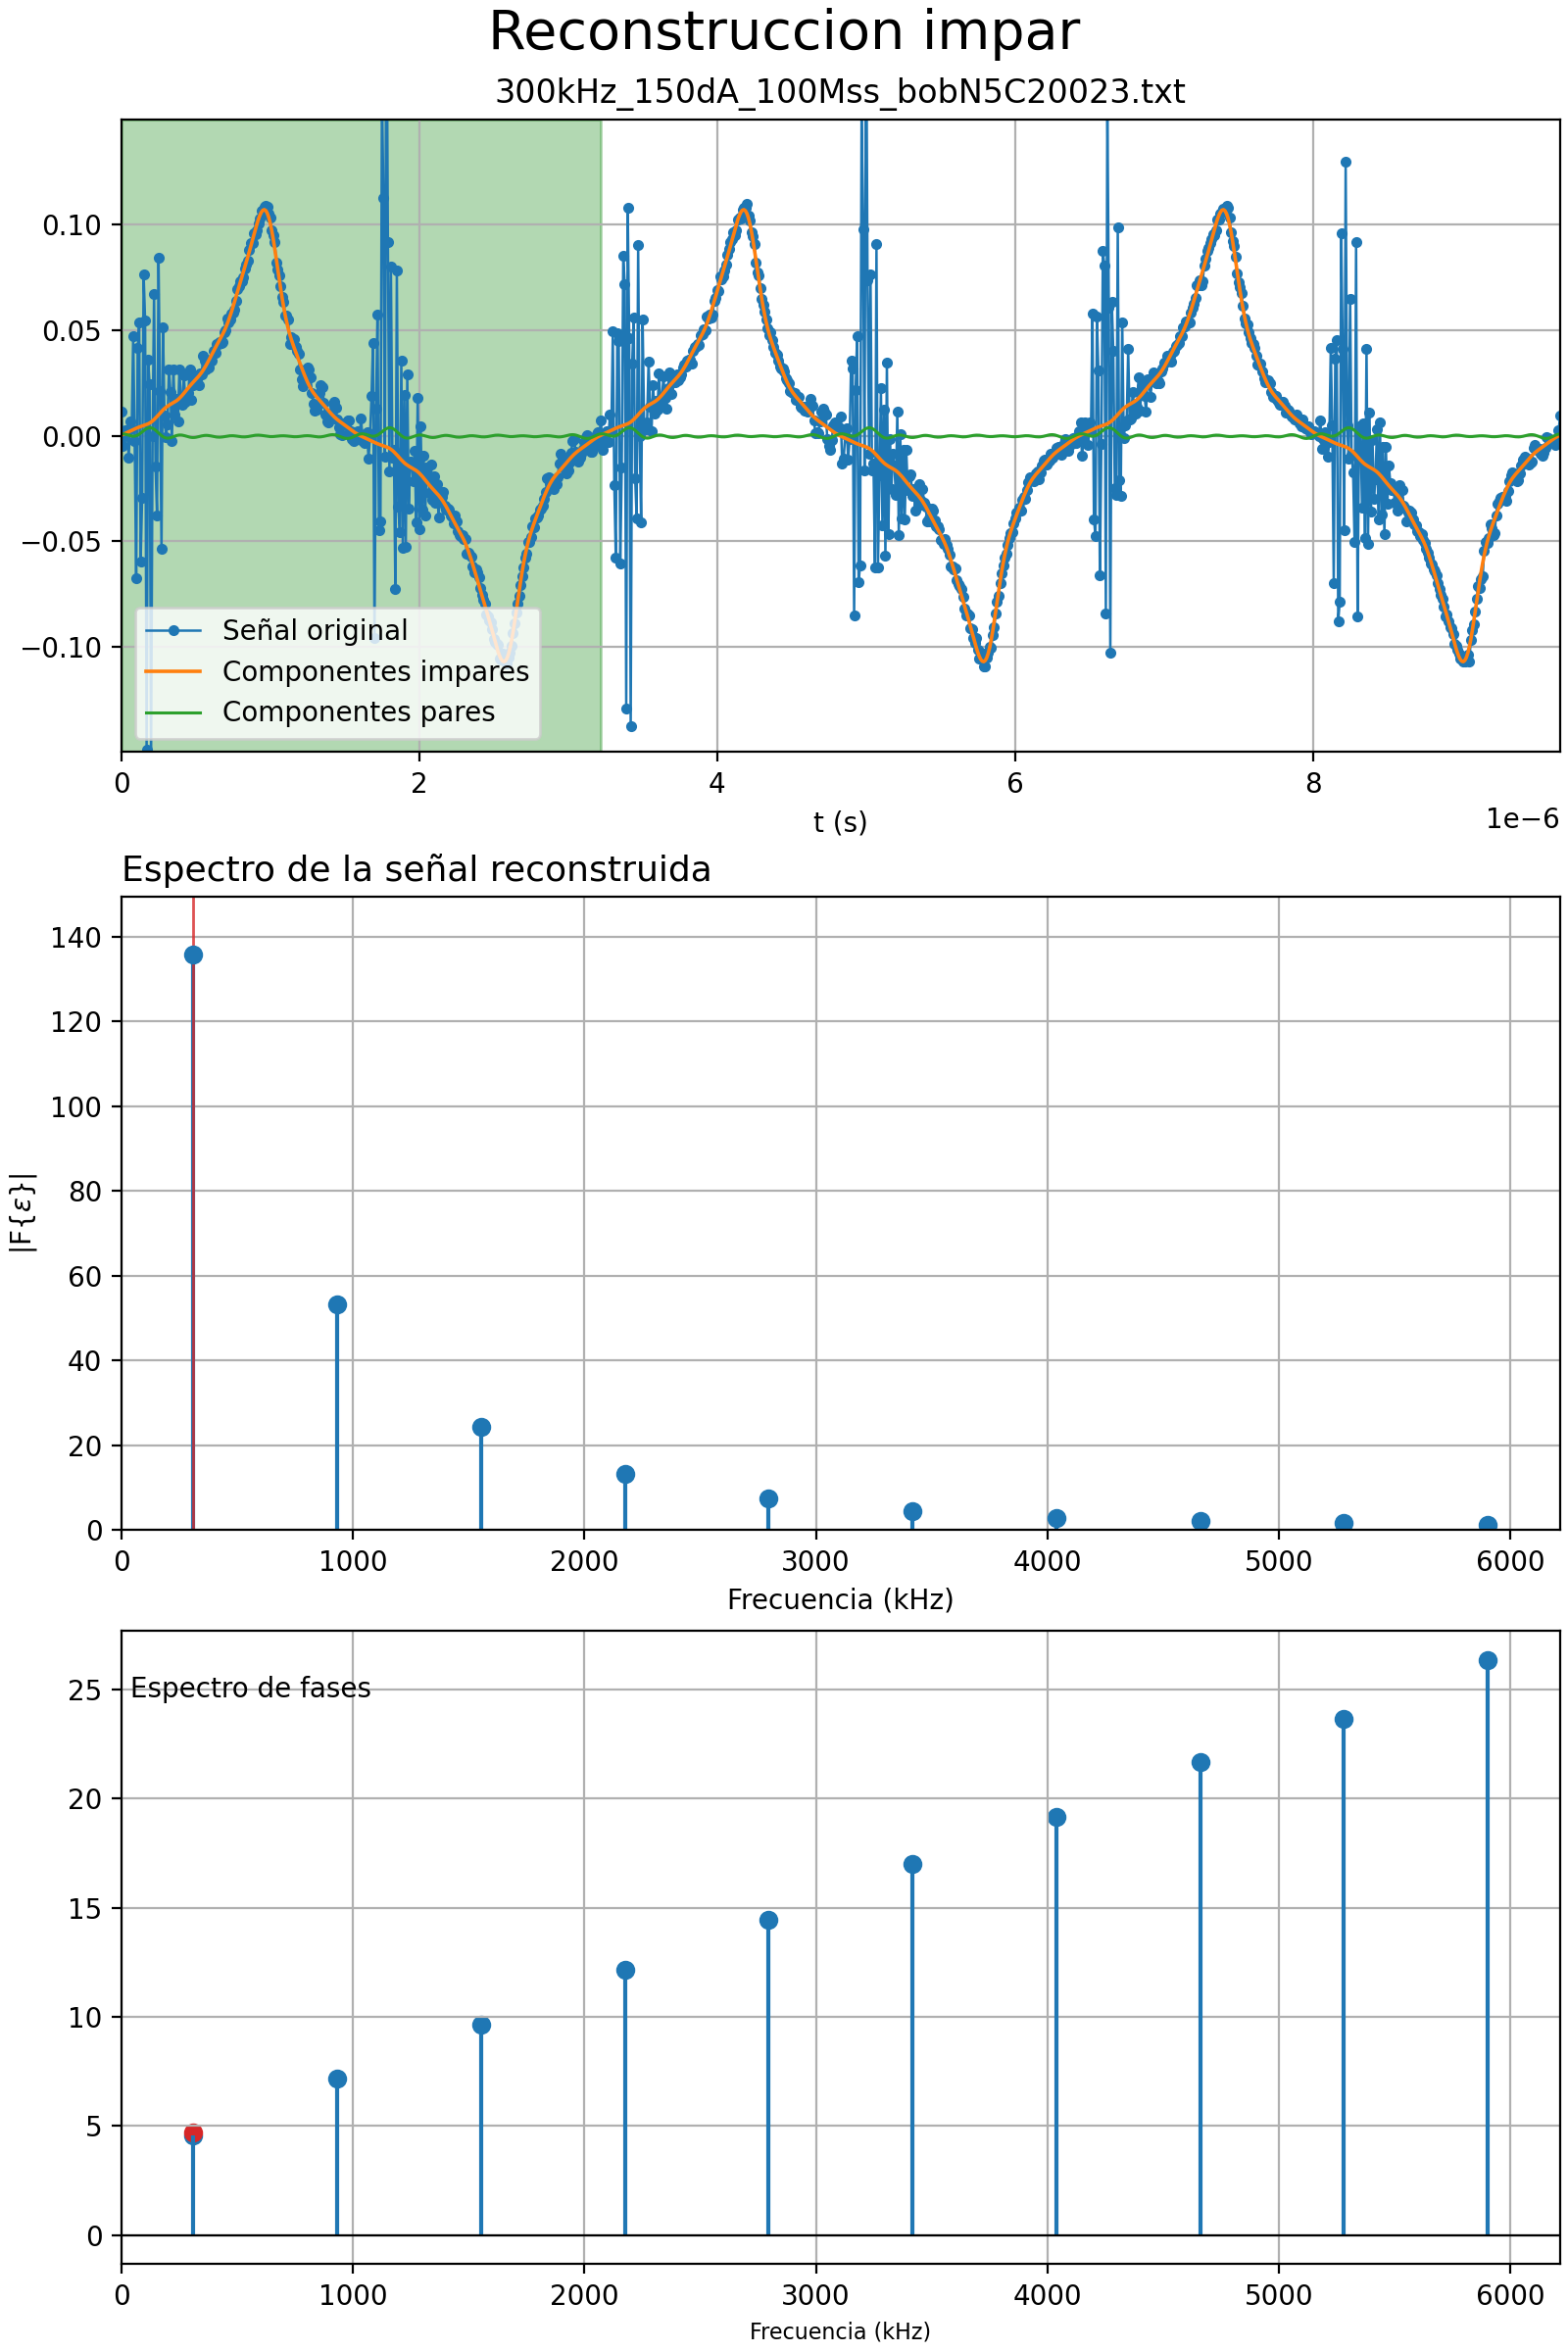 Reconstruccion impar
300kHz_150dA_100Mss_bobN5C20023.txt
0.10
0.05
0.00
−0.05
−0.10
Señal original
Componentes impares
Componentes pares
0 2 4 6 8
1e−6
t (s)
Espectro de la señal reconstruida
140
120
100
80
60
40
20
0
|F{ε}|
0 1000 2000 3000 4000 5000 6000
Frecuencia (kHz)
Espectro de fases
25
20
15
10
5
0
0 1000 2000 3000 4000 5000 6000
Frecuencia (kHz)